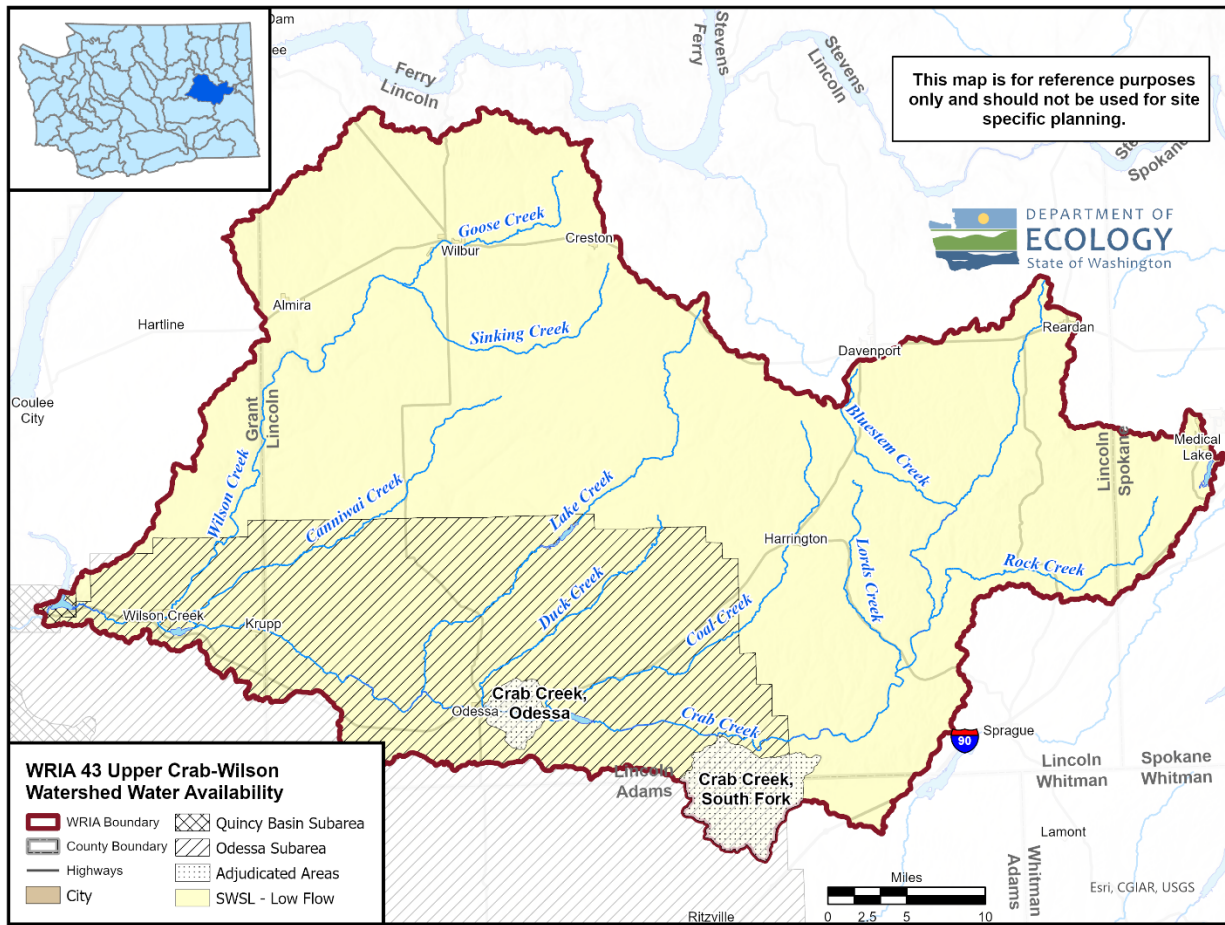 Dam
ee
Ferry
Lincoln
Stevens
Ferry
Stevens
Lincoln
This map is for reference purposes
only and should not be used for site
specific planning.
Spokane
DEPARTMENT OF
ECOLOGY
State of Washington
Goose Creek
Wilbur
Creston
Almira
Hartline
Sinking Creek
Reardan
Davenport
Coulee
City
Grant
Lincoln
Bluestem Creek
Lincoln
Spokane
Medical
Lake
Wilson Creek
Canniwai Creek
Lake Creek
Harrington
Lords Creek
Rock Creek
Duck Creek
Coal Creek
Wilson Creek
Krupp
Odessa
Crab Creek,
Odessa
Crab Creek
90
Sprague
Lincoln
Adams
Crab Creek,
South Fork
Lincoln
Whitman
Spokane
Whitman
Lamont
Whitman
Adams
Ritzville
WRIA 43 Upper Crab-Wilson
Watershed Water Availability
WRIA Boundary
County Boundary
Highways
City
Quincy Basin Subarea
Odessa Subarea
Adjudicated Areas
SWSL - Low Flow
Miles
0 2.5 5 10
Esri, CGIAR, USGS